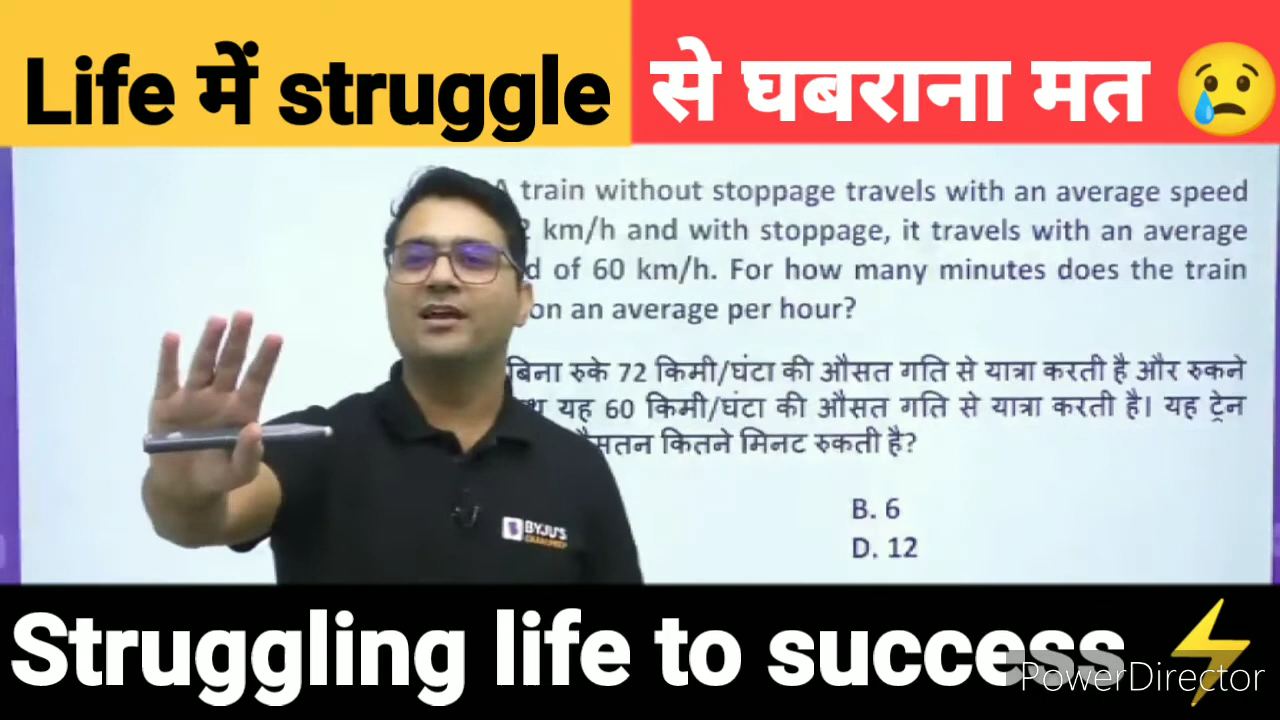 Life में struggle से घबराना मत 😢
train without stoppage travels with an average speed
km/h and with stoppage, it travels with an average
of 60 km/h. For how many minutes does the train
on an average per hour?
बिना रुके 72 किमी/घंटा की औसत गति से यात्रा करती है और रुकने
यह 60 किमी/घंटा की औसत गति से यात्रा करती है। यह ट्रेन
कितने मिनट रुकती है?
B. 6
D. 12
BYJU'S
Struggling life to success ⚡
PowerDirector